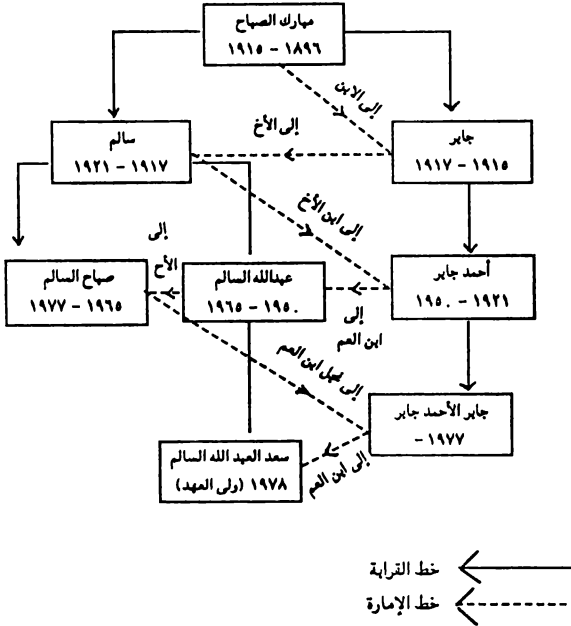 مبارك الصباح
١٨٩٦ - ١٩١٥
إلى الابن
إلى الأخ
جابر
١٩١٥ - ١٩١٧
سالم
١٩١٧ - ١٩٢١
إلى ابن الأخ
إلى
الأخ
أحمد جابر
١٩٢١ - ١٩٥٠
عبدالله السالم
١٩٥٠ - ١٩٦٥
صباح السالم
١٩٦٥ - ١٩٧٧
إلى
ابن العم
إلى نجل ابن العم
جابر الأحمد جابر
١٩٧٧ -
سعد العبد الله السالم
١٩٧٨ (ولى العهد)
إلى ابن العم
خط القرابة
خط الإمارة